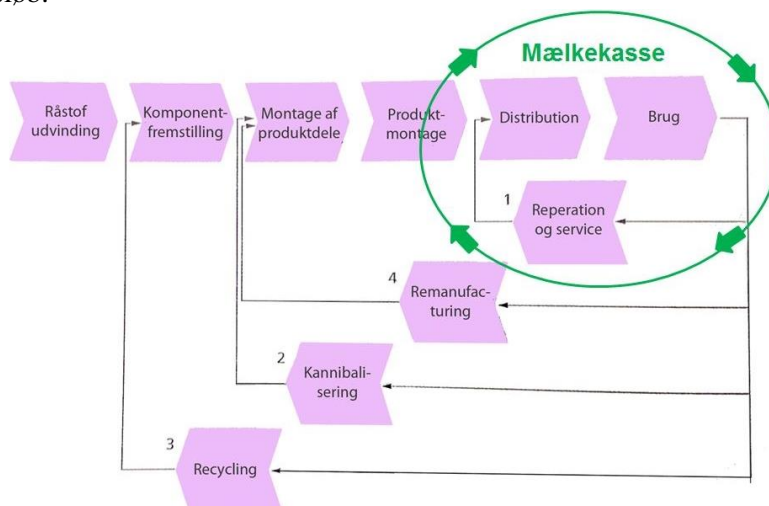 Mælkekasse
Råstof
udvinding
Komponent-
fremstilling
Montage af
produktdele
Produkt-
montage
Distribution
Brug
1
Reperation
og service
4
Remanufac-
turing
2
Kannibali-
sering
3
Recycling